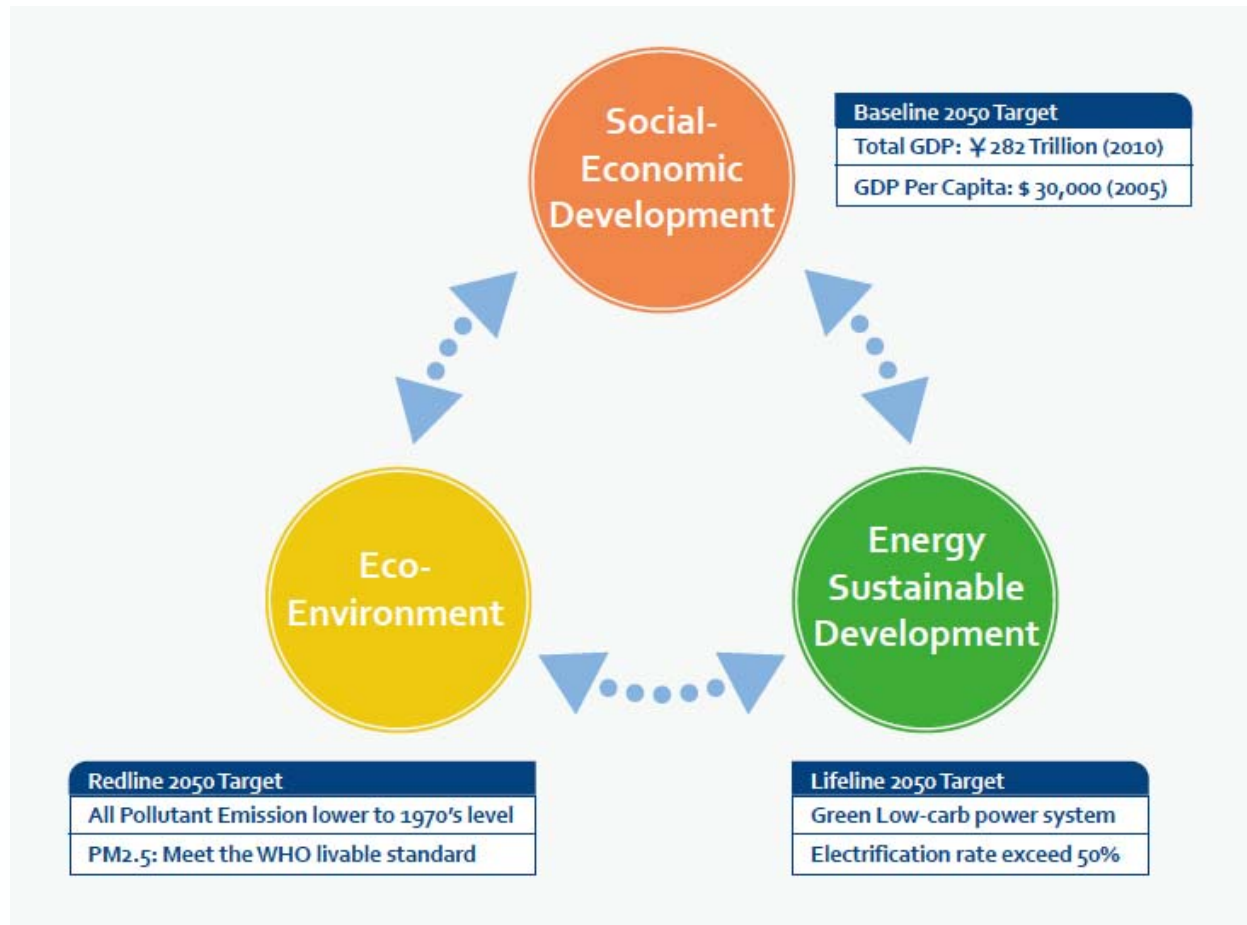 Social-
Economic
Development
Baseline 2050 Target
Total GDP: ¥282 Trillion (2010)
GDP Per Capita: $ 30,000 (2005)
Eco-
Environment
Energy
Sustainable
Development
Redline 2050 Target
All Pollutant Emission lower to 1970's level
PM2.5: Meet the WHO livable standard
Lifeline 2050 Target
Green Low-carb power system
Electrification rate exceed 50%